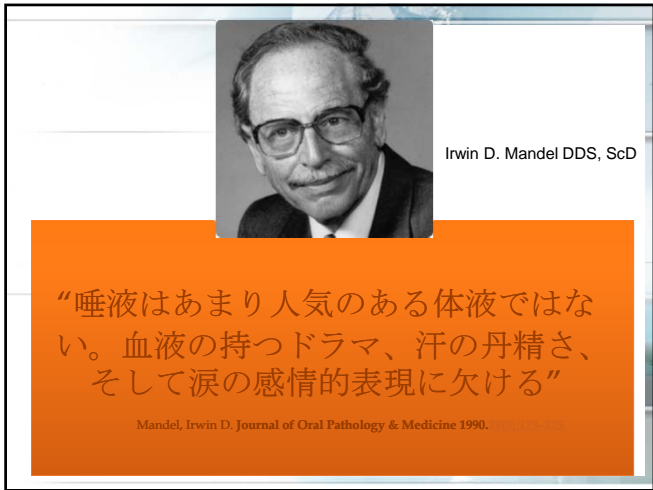 Irwin D. Mandel DDS, ScD
“唾液はあまり人気のある体液ではな
い。血液の持つドラマ、汗の丹精さ、
そして涙の感情的表現に欠ける”
Mandel, Irwin D. Journal of Oral Pathology & Medicine 1990.